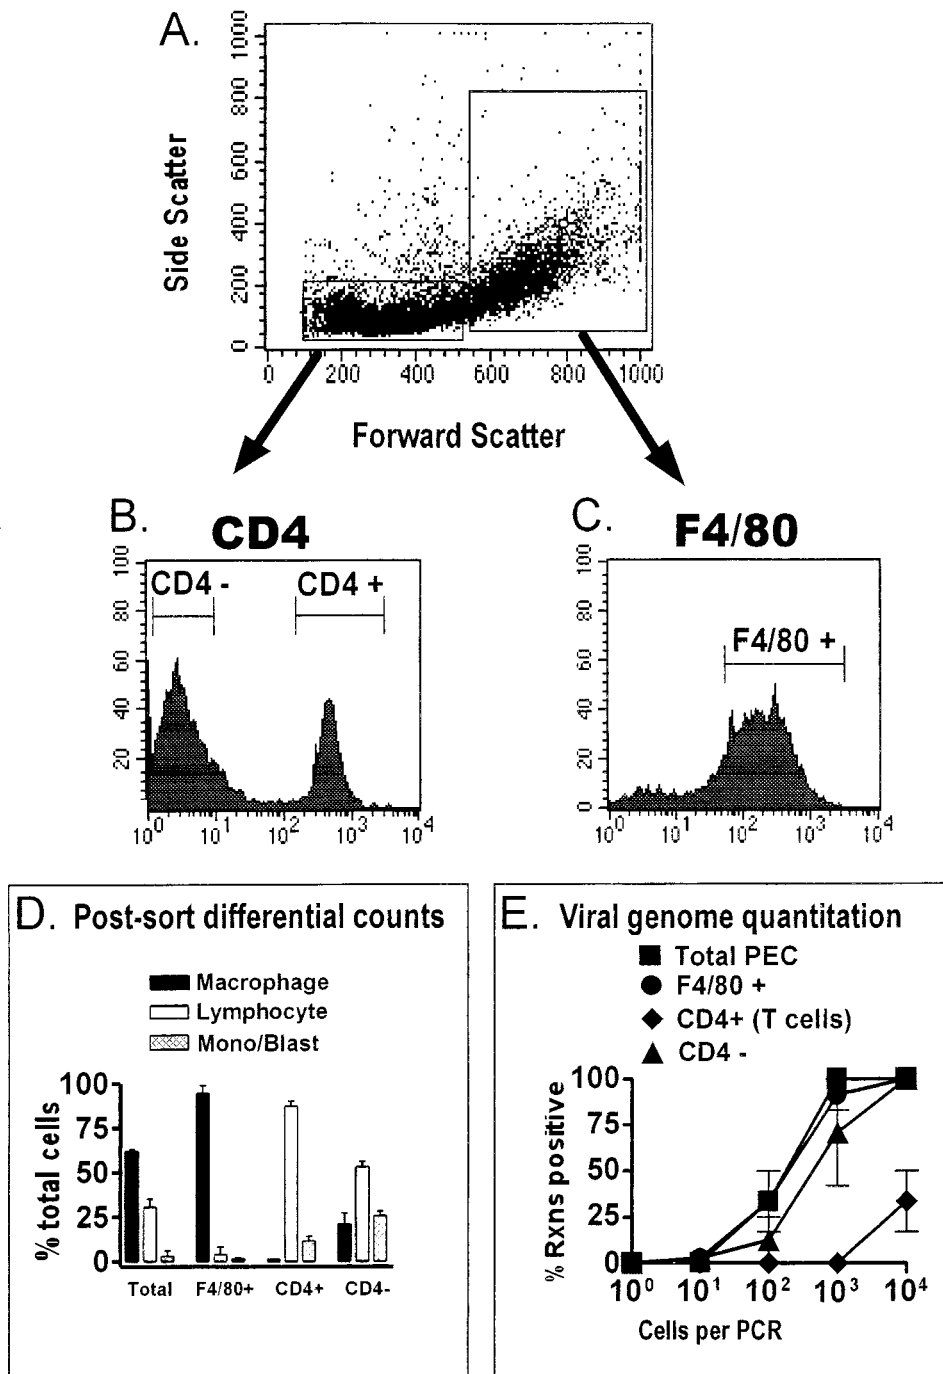 A.
1000
800
600
400
200
0
Side Scatter
0 200 400 600 800 1000
Forward Scatter
B. CD4
CD4 - CD4 +
100
80
60
40
20
10^0 10^1 10^2 10^3 10^4
C. F4/80
F4/80 +
100
80
60
40
20
0
10^0 10^1 10^2 10^3 10^4
D. Post-sort differential counts
Macrophage
Lymphocyte
Mono/Blast
% total cells
100
75
50
25
0
Total F4/80+ CD4+ CD4-
E. Viral genome quantitation
Total PEC
F4/80 +
CD4+ (T cells)
CD4 -
% Rxns positive
100
75
50
25
0
10^0 10^1 10^2 10^3 10^4
Cells per PCR